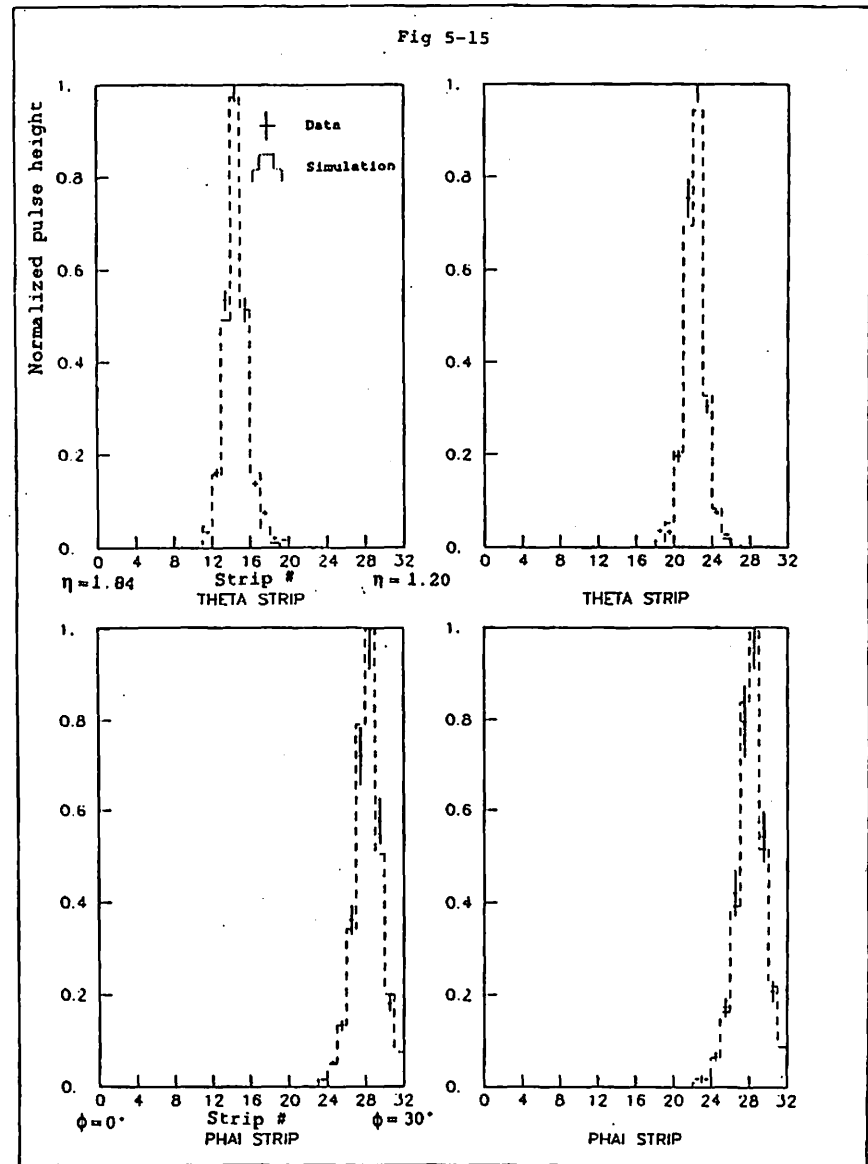 Fig 5-15
Normalized pulse height
1.
0.8
0.6
0.4
0.2
0.
Data
Simulation
0 4 8 12 16 20 24 28 32
η=1.84 Strip # η=1.20
THETA STRIP
1.
0.8
0.6
0.4
0.2
0.
0 4 8 12 16 20 24 28 32
THETA STRIP
1.
0.8
0.6
0.4
0.2
0.
0 4 8 12 16 20 24 28 32
ϕ=0° Strip # ϕ=30°
PHAI STRIP
1.
0.8
0.6
0.4
0.2
0.
0 4 8 12 16 20 24 28 32
PHAI STRIP